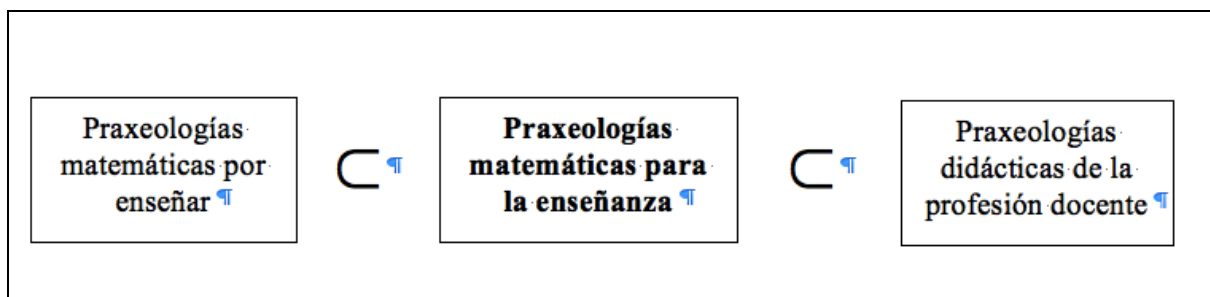 Praxeologías
matemáticas por
enseñar ¶
⊂ ¶
Praxeologías
matemáticas para
la enseñanza ¶
⊂ ¶
Praxeologías
didácticas de la
profesión docente ¶